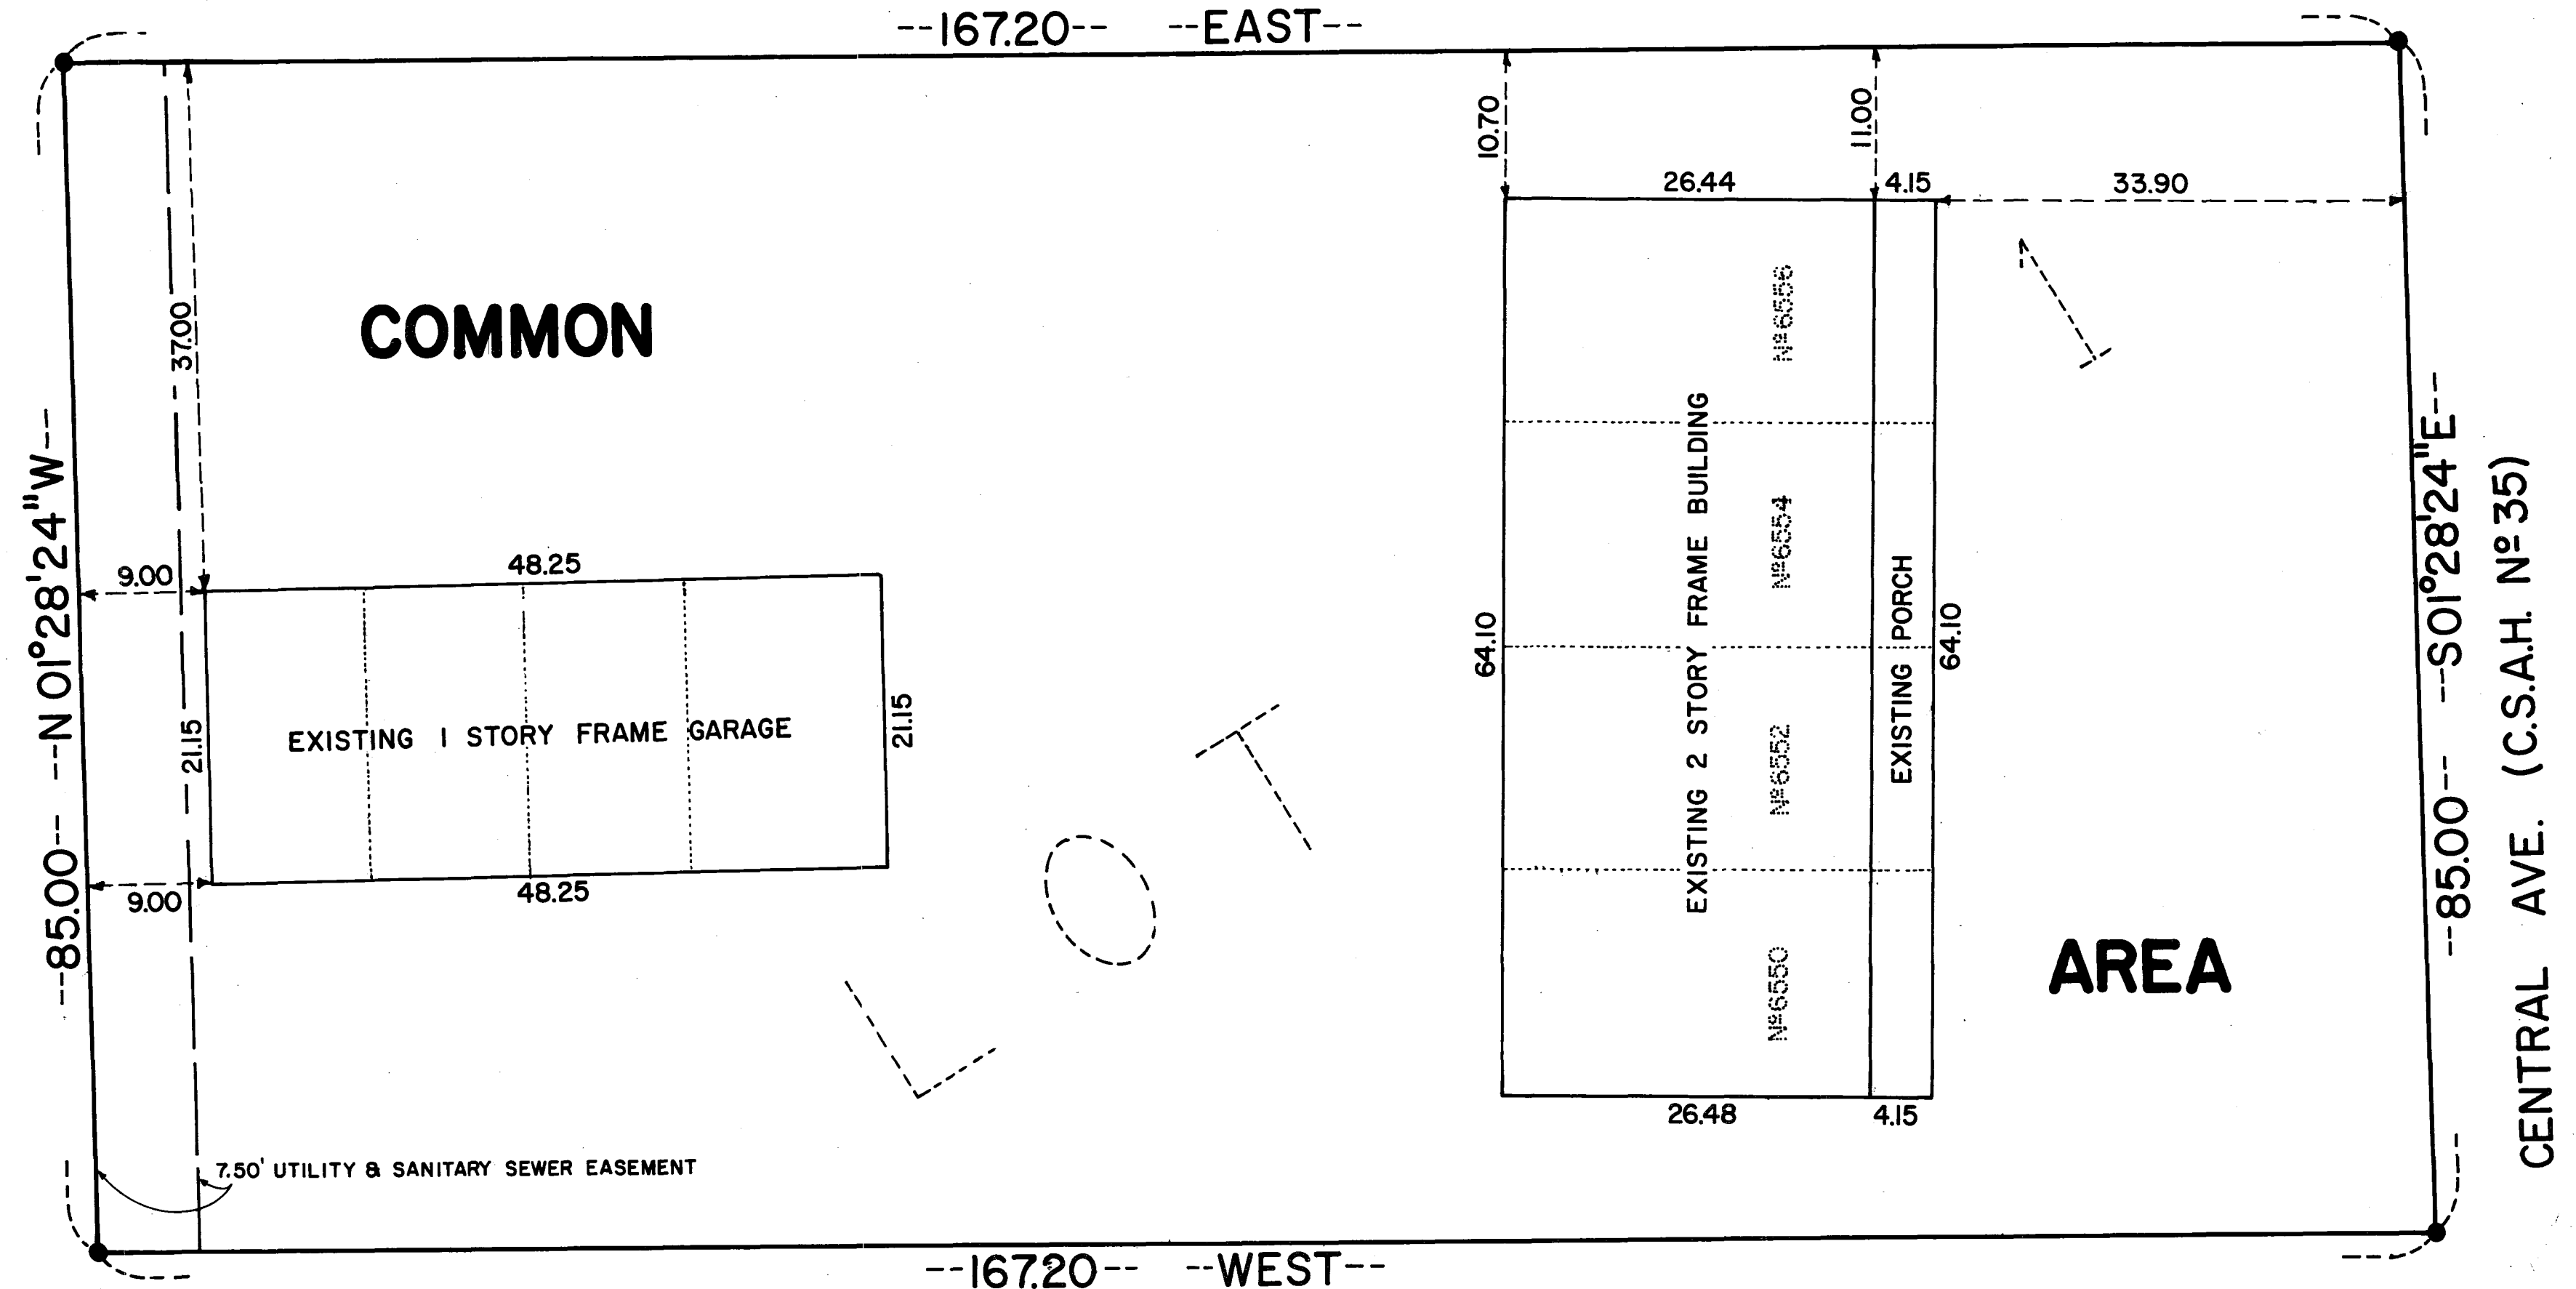 --167.20-- --EAST--
10.70
11.00
26.44
4.15
33.90
37.00
COMMON
Nº6556
Nº6554
Nº6552
Nº6550
EXISTING 2 STORY FRAME BUILDING
EXISTING PORCH
64.10
64.10
26.48
4.15
9.00
48.25
21.15
EXISTING 1 STORY FRAME GARAGE
21.15
9.00
48.25
LOT 1
AREA
7.50' UTILITY & SANITARY SEWER EASEMENT
--85.00-- --N 01°28'24"W--
--85.00-- --S01°28'24"E--
CENTRAL AVE. (C.S.A.H. Nº 35)
--167.20-- --WEST--